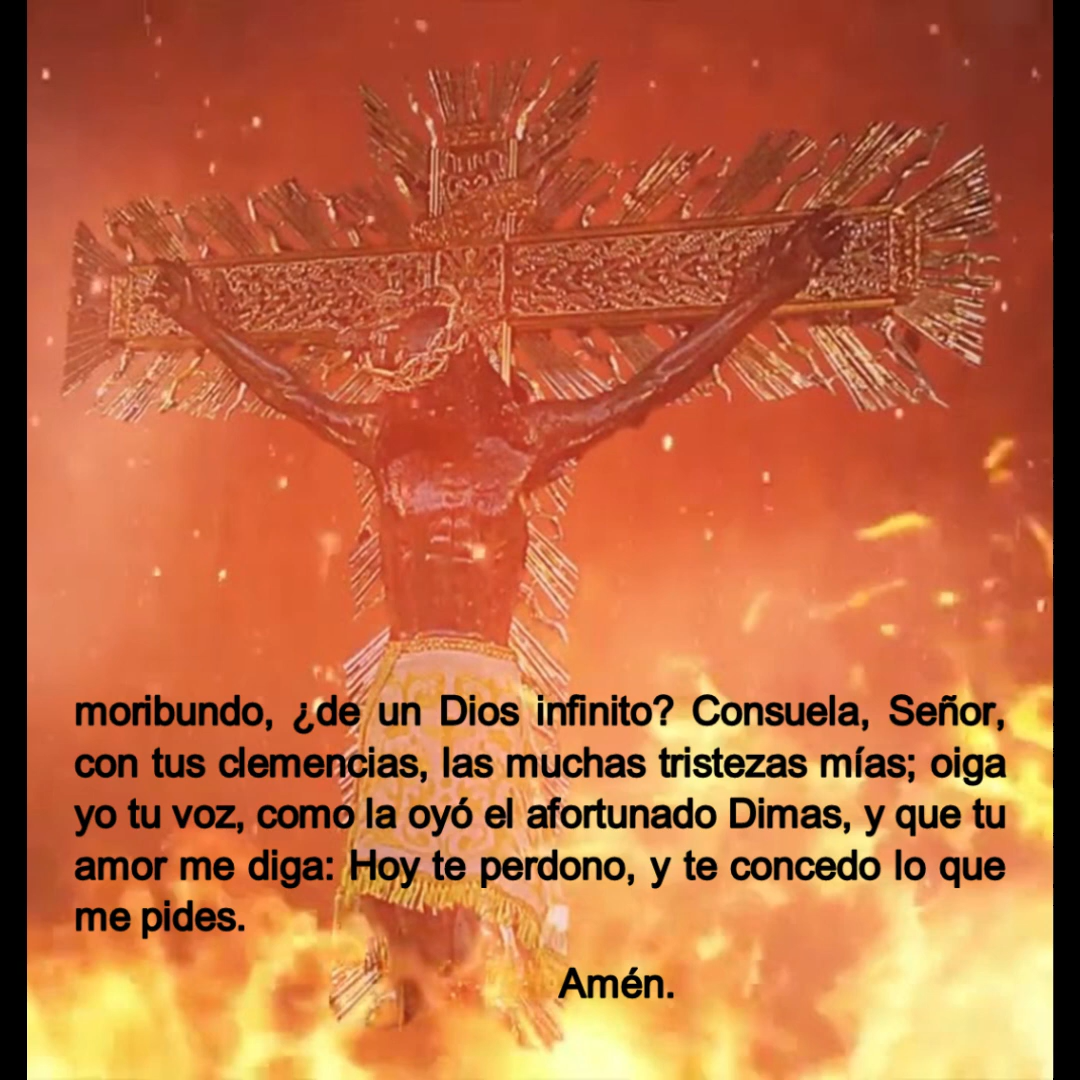 moribundo, ¿de un Dios infinito? Consuela, Señor,
con tus clemencias, las muchas tristezas mías; oiga
yo tu voz, como la oyó el afortunado Dimas, y que tu
amor me diga: Hoy te perdono, y te concedo lo que
me pides.
Amén.